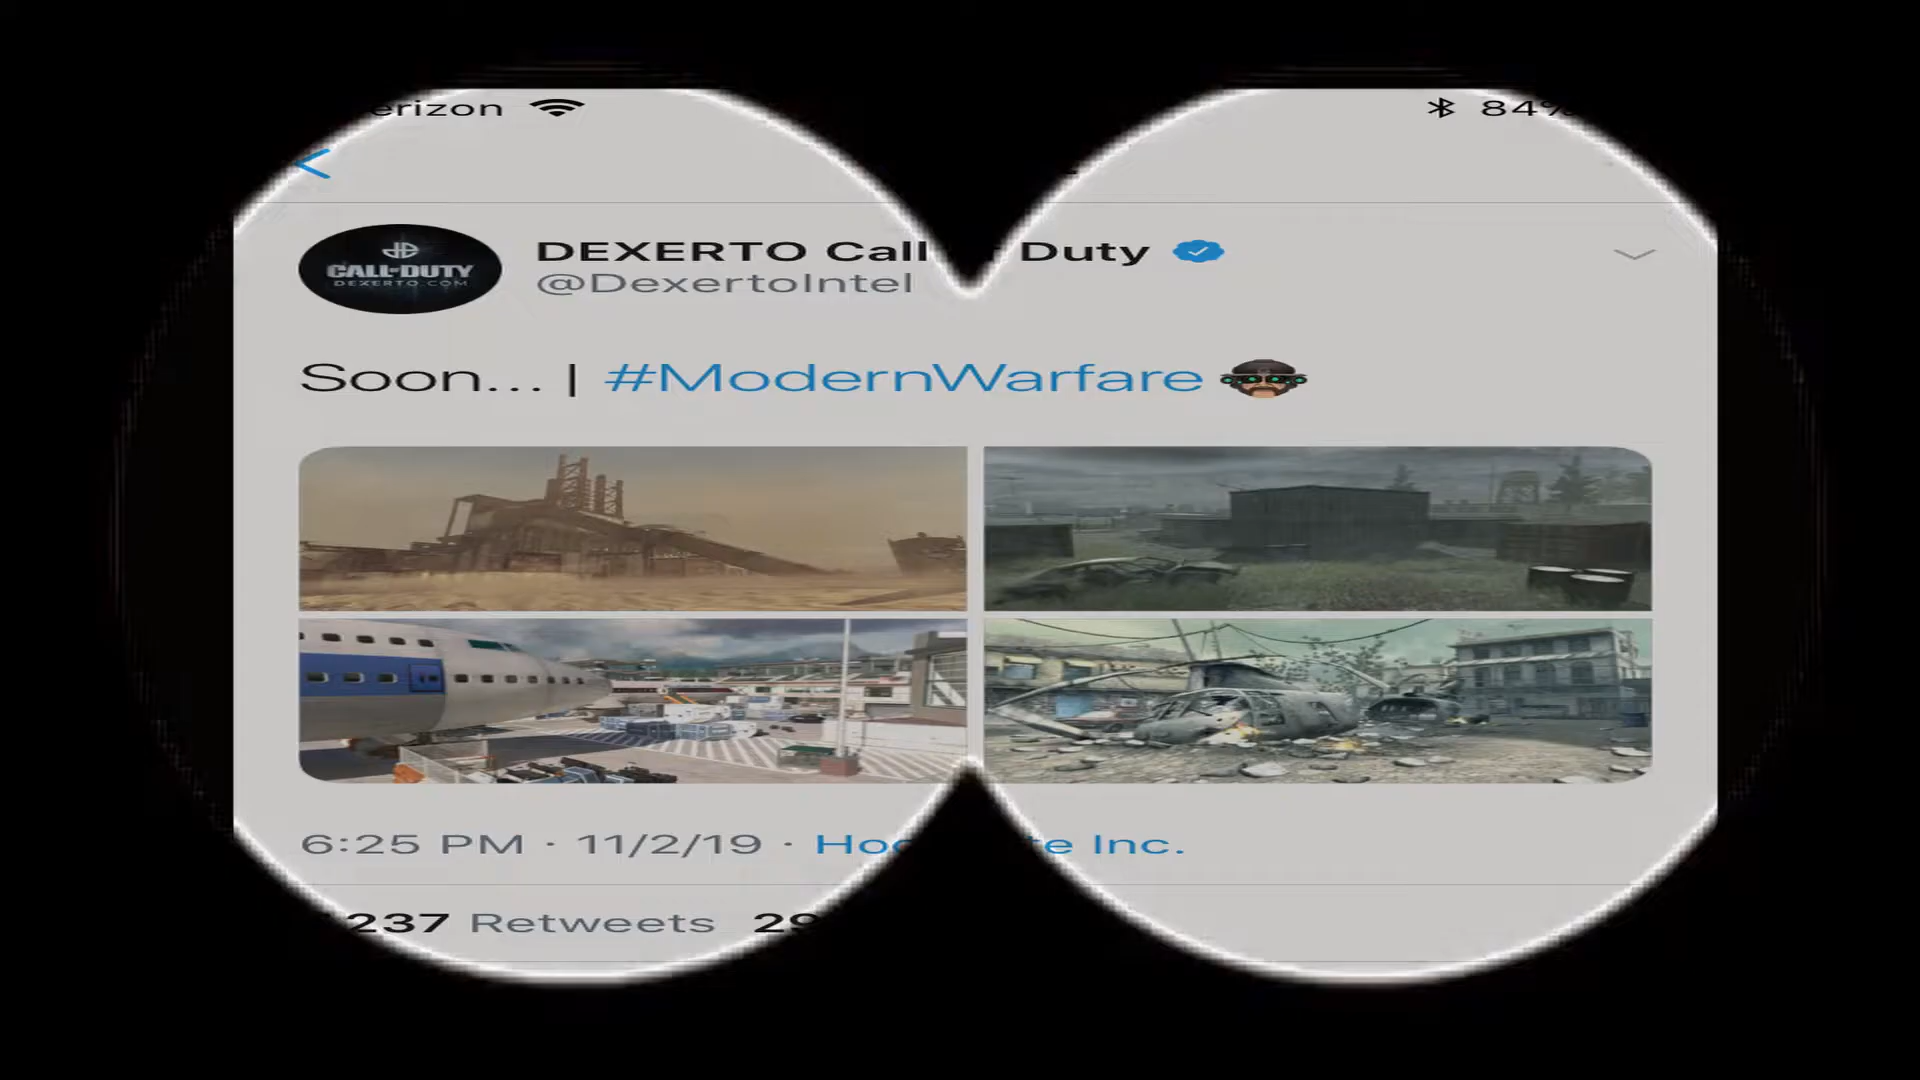 erizon
84%
DEXERTO Call Duty
@DexertoIntel
CALL OF DUTY
DEXERTO.COM
Soon... | #ModernWarfare
6:25 PM · 11/2/19 · Inc.
237 Retweets